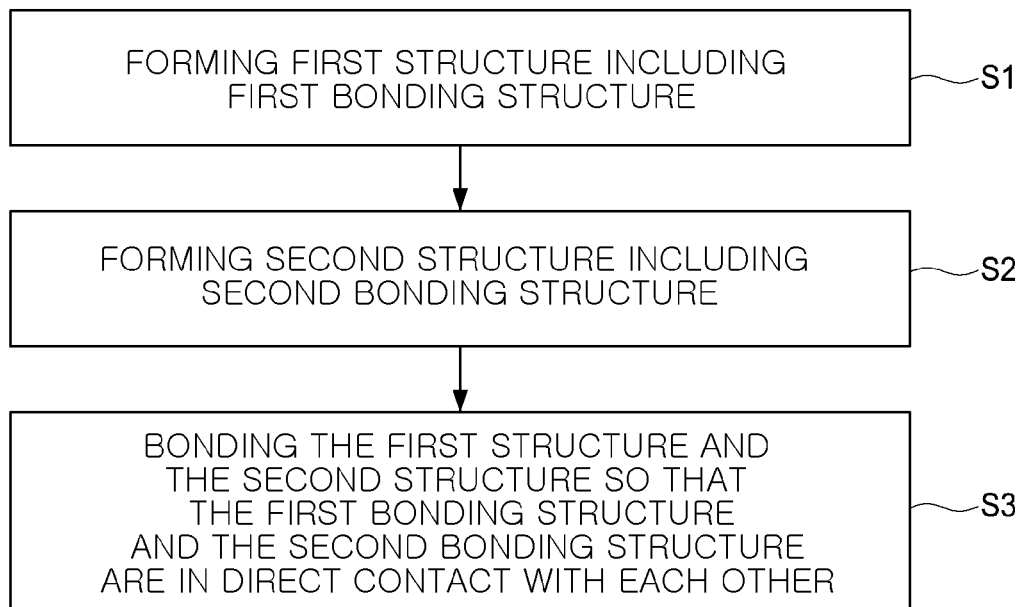 FORMING FIRST STRUCTURE INCLUDING
FIRST BONDING STRUCTURE
S1
FORMING SECOND STRUCTURE INCLUDING
SECOND BONDING STRUCTURE
S2
BONDING THE FIRST STRUCTURE AND
THE SECOND STRUCTURE SO THAT
THE FIRST BONDING STRUCTURE
AND THE SECOND BONDING STRUCTURE
ARE IN DIRECT CONTACT WITH EACH OTHER
S3